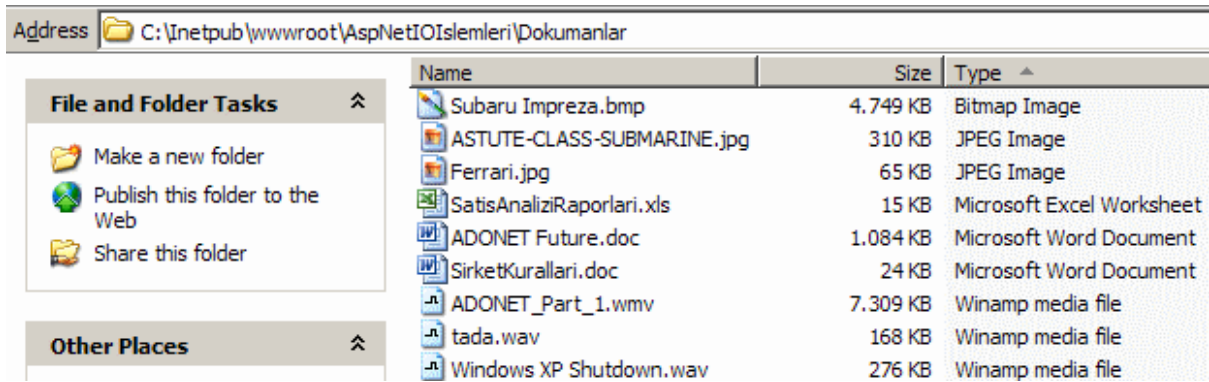 Address C:\Inetpub\wwwroot\AspNetIOIslemleri\Dokumanlar
File and Folder Tasks
Make a new folder
Publish this folder to the
Web
Share this folder
Other Places
Name Size Type
Subaru Impreza.bmp 4.749 KB Bitmap Image
ASTUTE-CLASS-SUBMARINE.jpg 310 KB JPEG Image
Ferrari.jpg 65 KB JPEG Image
SatisAnaliziRaporlari.xls 15 KB Microsoft Excel Worksheet
ADONET Future.doc 1.084 KB Microsoft Word Document
SirketKurallari.doc 24 KB Microsoft Word Document
ADONET_Part_1.wmv 7.309 KB Winamp media file
tada.wav 168 KB Winamp media file
Windows XP Shutdown.wav 276 KB Winamp media file